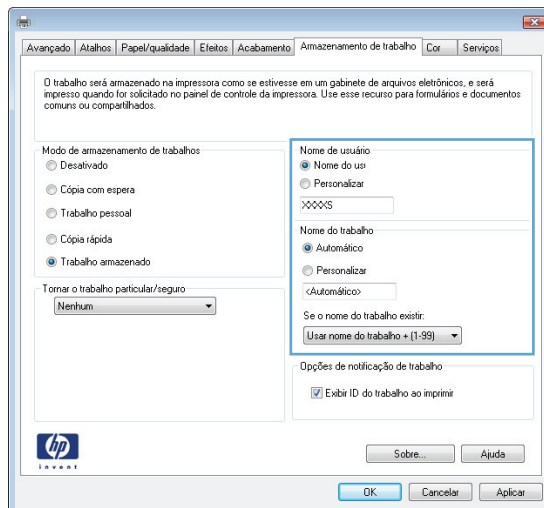 Avançado Atalhos Papel/qualidade Efeitos Acabamento Armazenamento de trabalho Cor Serviços
O trabalho será armazenado na impressora como se estivesse em um gabinete de arquivos eletrônicos, e será
impresso quando for solicitado no painel de controle da impressora. Use esse recurso para formulários e documentos
comuns ou compartilhados.
Modo de armazenamento de trabalhos
Desativado
Cópia com espera
Trabalho pessoal
Cópia rápida
Trabalho armazenado
Tornar o trabalho particular/seguro
Nenhum
Nome de usuário
Nome do usu
Personalizar
XXXXS
Nome do trabalho
Automático
Personalizar
<Automático>
Se o nome do trabalho existir:
Usar nome do trabalho + (1-99)
Opções de notificação de trabalho
Exibir ID do trabalho ao imprimir
hp
invent
Sobre... Ajuda
OK Cancelar Aplicar